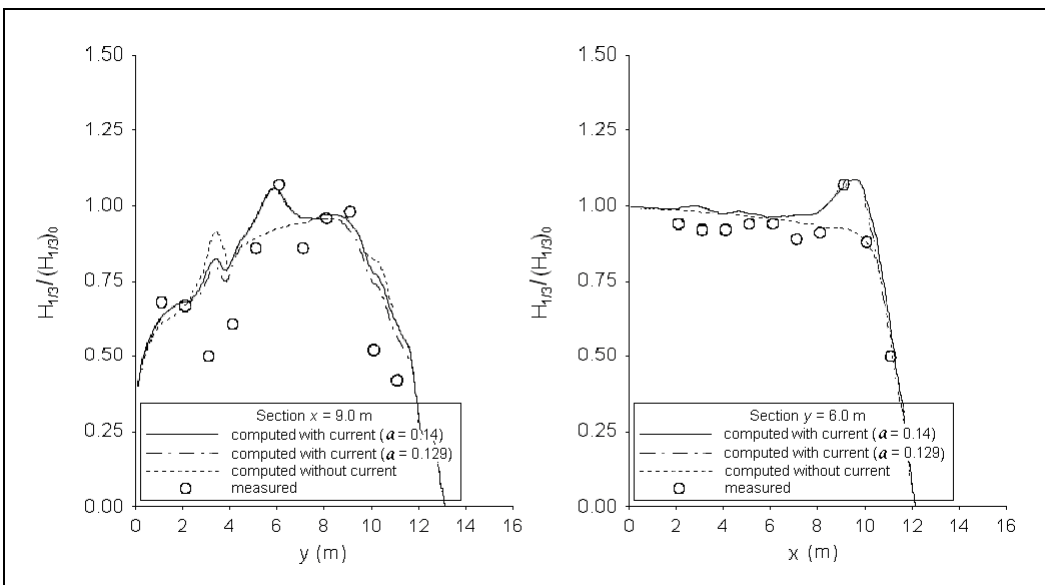 1.50
1.25
1.00
0.75
0.50
0.25
0.00
H1/3/(H1/3)0
Section x = 9.0 m
computed with current (a = 0.14)
computed with current (a = 0.129)
computed without current
measured
0 2 4 6 8 10 12 14 16
y (m)
1.50
1.25
1.00
0.75
0.50
0.25
0.00
H1/3/(H1/3)0
Section y = 6.0 m
computed with current (a = 0.14)
computed with current (a = 0.129)
computed without current
measured
0 2 4 6 8 10 12 14 16
x (m)